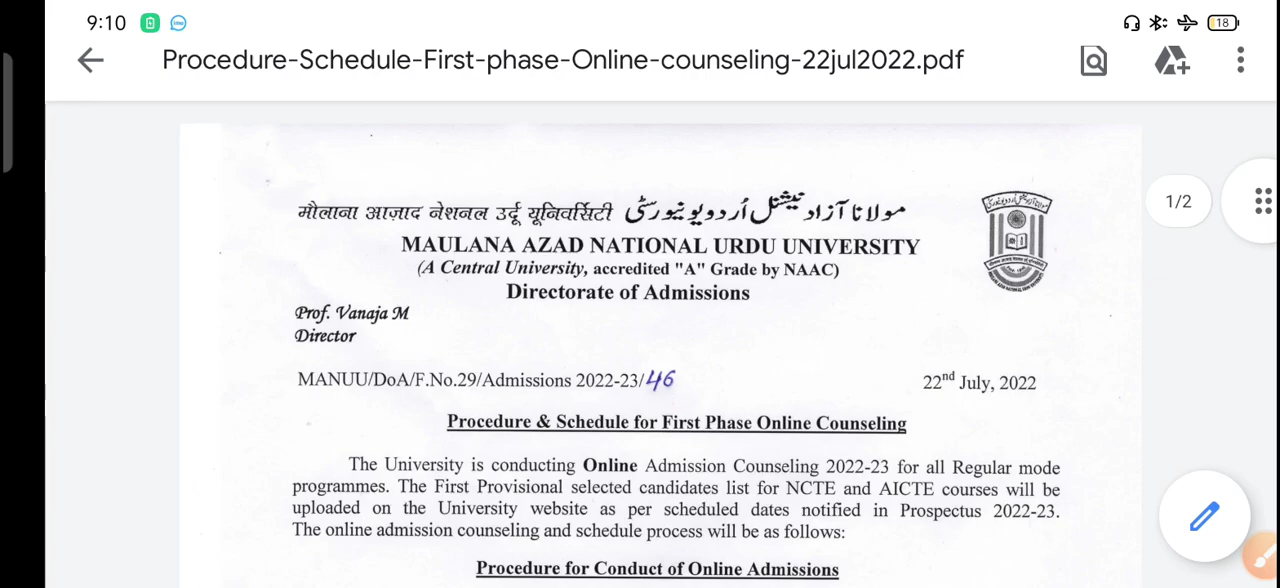 9:10
18
Procedure-Schedule-First-phase-Online-counseling-22jul2022.pdf
1/2
मौलाना आज़ाद नेशनल उर्दू यूनिवर्सिटी مولانا آزاد نیشنل اُردو یونیورسٹی
MAULANA AZAD NATIONAL URDU UNIVERSITY
(A Central University, accredited "A" Grade by NAAC)
Directorate of Admissions
Prof. Vanaja M
Director
MANUU/DoA/F.No.29/Admissions 2022-23/46 22nd July, 2022
Procedure & Schedule for First Phase Online Counseling
The University is conducting Online Admission Counseling 2022-23 for all Regular mode
programmes. The First Provisional selected candidates list for NCTE and AICTE courses will be
uploaded on the University website as per scheduled dates notified in Prospectus 2022-23.
The online admission counseling and schedule process will be as follows:
Procedure for Conduct of Online Admissions